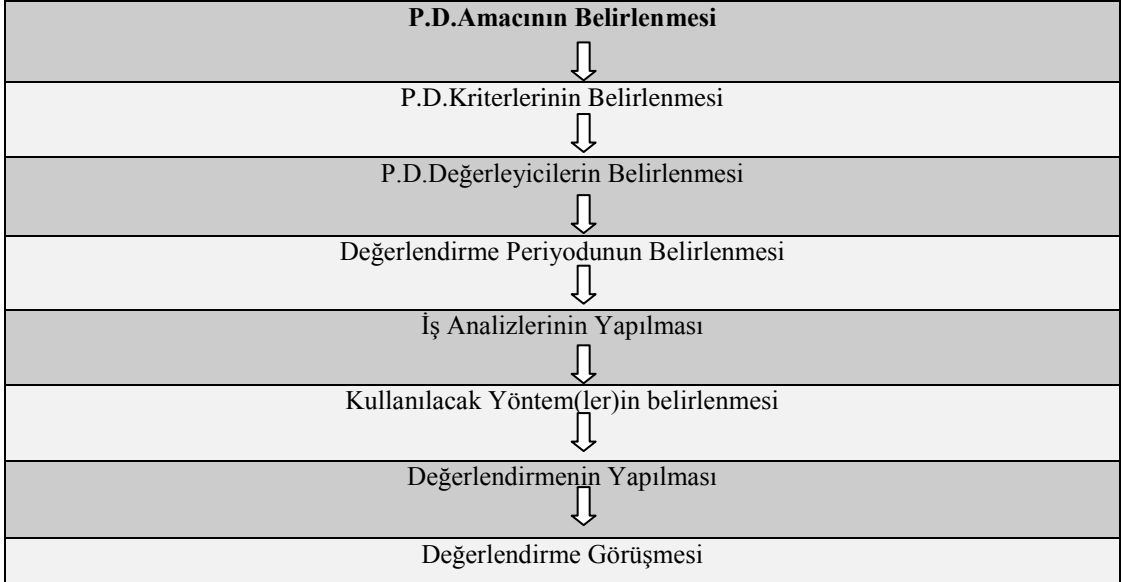 P.D.Amacının Belirlenmesi
P.D.Kriterlerinin Belirlenmesi
P.D.Değerleyicilerin Belirlenmesi
Değerlendirme Periyodunun Belirlenmesi
İş Analizlerinin Yapılması
Kullanılacak Yöntem(ler)in belirlenmesi
Değerlendirmenin Yapılması
Değerlendirme Görüşmesi